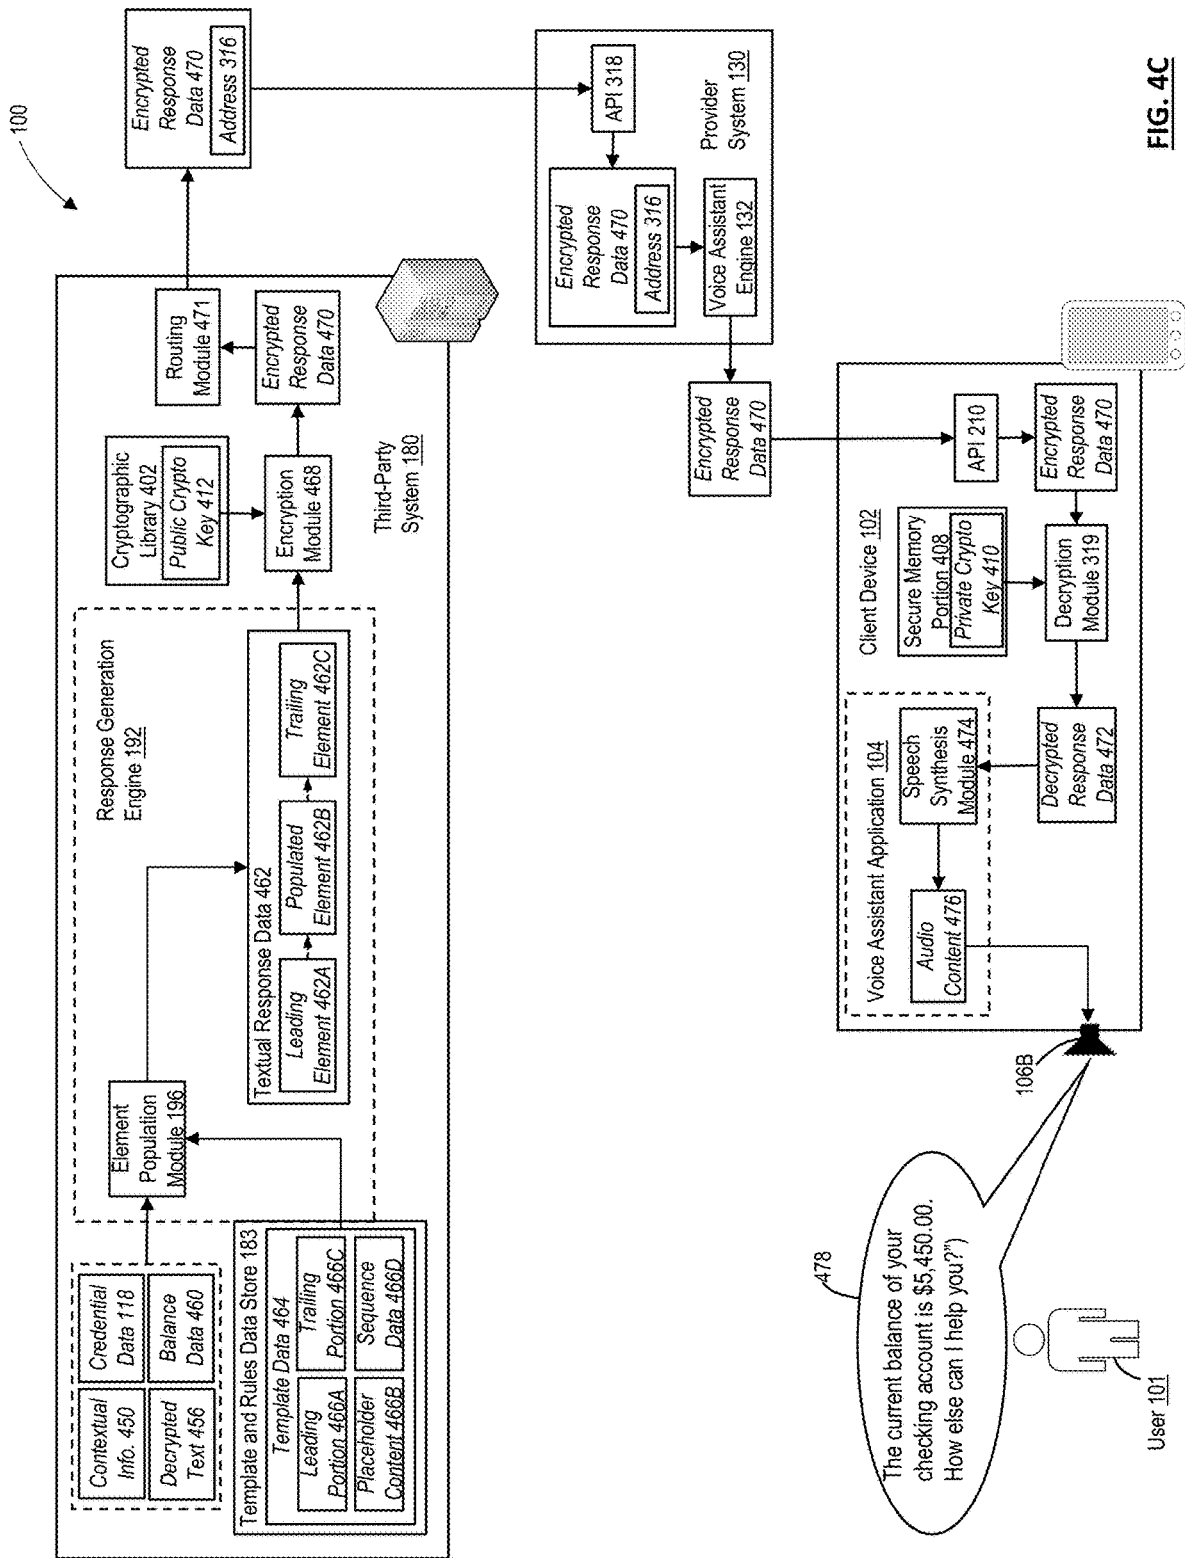 100
Contextual
Info. 450
Credential
Data 118
Decrypted
Text 456
Balance
Data 460
Template and Rules Data Store 183
Template Data 464
Leading
Portion 466A
Trailing
Portion 466C
Placeholder
Content 466B
Sequence
Data 466D
Element
Population
Module 196
Response Generation
Engine 192
Textual Response Data 462
Leading
Element 462A
Populated
Element 462B
Trailing
Element 462C
Cryptographic
Library 402
Public Crypto
Key 412
Encryption
Module 468
Routing
Module 471
Encrypted
Response
Data 470
Third-Party
System 180
Encrypted
Response
Data 470
Address 316
API 318
Encrypted
Response
Data 470
Address 316
Provider
System 130
Voice Assistant
Engine 132
Encrypted
Response
Data 470
Client Device 102
API 210
Encrypted
Response
Data 470
Secure Memory
Portion 408
Private Crypto
Key 410
Decryption
Module 319
Decrypted
Response
Data 472
Voice Assistant Application 104
Speech
Synthesis
Module 474
Audio
Content 476
106B
478
The current balance of your
checking account is $5,450.00.
How else can I help you?")
User 101
FIG. 4C